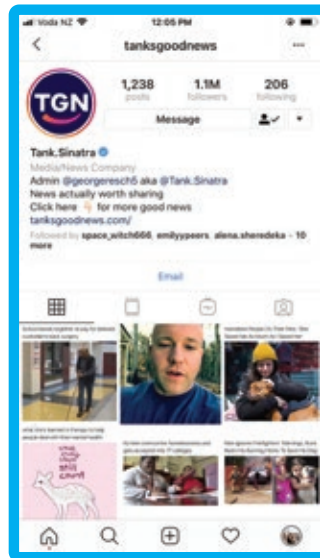 Voda NZ 12:05 PM
tanksgoodnews
TGN
1,238 1.1M 206
posts followers following
Message
Tank.Sinatra
Media/News Company
Admin @georgeresch5 aka @Tank.Sinatra
News actually worth sharing
Click here 👇🏻 for more good news
tanksgoodnews.com/
Followed by space_witch666, emilyypeers, alena.sheredeka + 10
more
Email
still